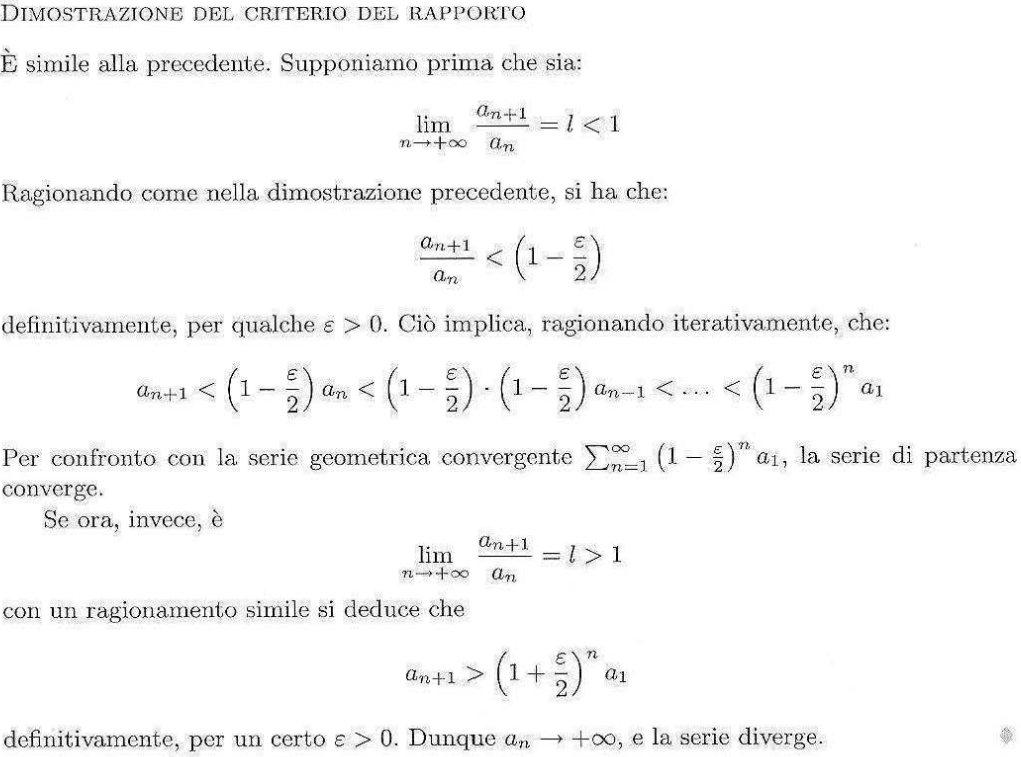 DIMOSTRAZIONE DEL CRITERIO DEL RAPPORTO
È simile alla precedente. Supponiamo prima che sia:
$$\lim_{n \to +\infty} \frac{a_{n+1}}{a_n} = l < 1$$
Ragionando come nella dimostrazione precedente, si ha che:
$$\frac{a_{n+1}}{a_n} < \left(1 - \frac{\varepsilon}{2}\right)$$
definitivamente, per qualche $\varepsilon > 0$. Ciò implica, ragionando iterativamente, che:
$$a_{n+1} < \left(1 - \frac{\varepsilon}{2}\right) a_n < \left(1 - \frac{\varepsilon}{2}\right) \cdot \left(1 - \frac{\varepsilon}{2}\right) a_{n-1} < \ldots < \left(1 - \frac{\varepsilon}{2}\right)^n a_1$$
Per confronto con la serie geometrica convergente $\sum_{n=1}^{\infty} \left(1 - \frac{\varepsilon}{2}\right)^n a_1$, la serie di partenza
converge.
Se ora, invece, è
$$\lim_{n \to +\infty} \frac{a_{n+1}}{a_n} = l > 1$$
con un ragionamento simile si deduce che
$$a_{n+1} > \left(1 + \frac{\varepsilon}{2}\right)^n a_1$$
definitivamente, per un certo $\varepsilon > 0$. Dunque $a_n \to +\infty$, e la serie diverge.